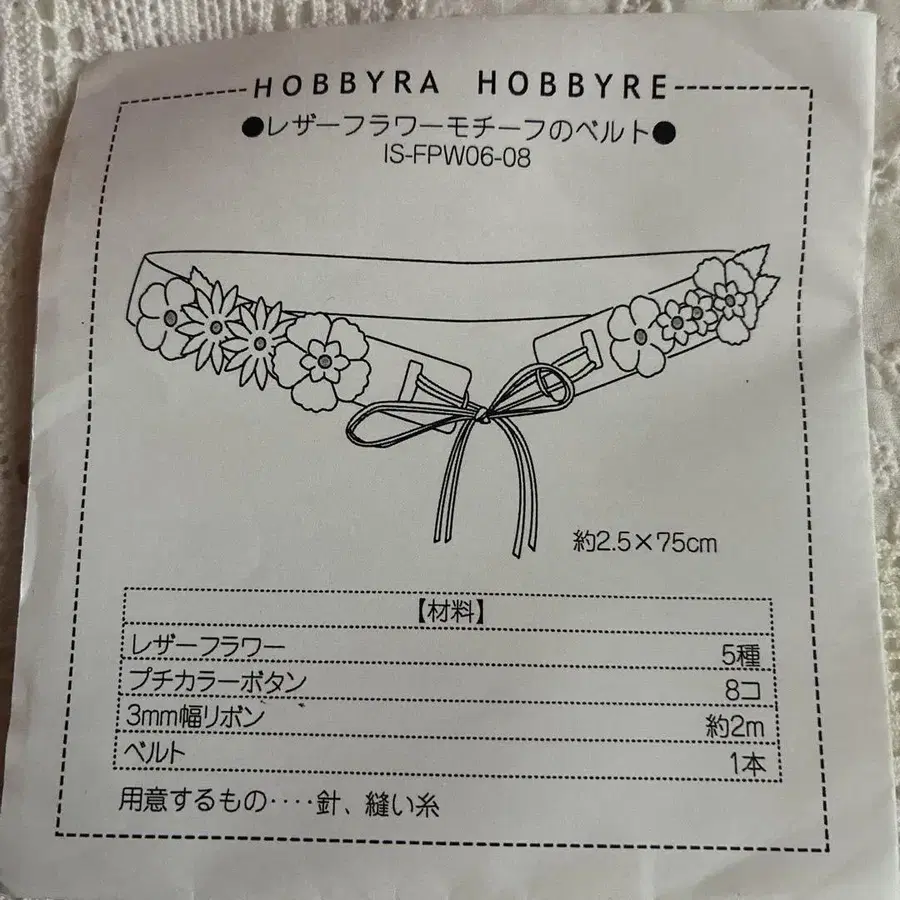 HOBBYRA HOBBYRE
●レザーフラワーモチーフのベルト●
IS-FPW06-08
約2.5×75cm
【材料】
レザーフラワー 5種
プチカラーボタン 8コ
3mm幅リボン 約2m
ベルト 1本
用意するもの‥‥針、縫い糸